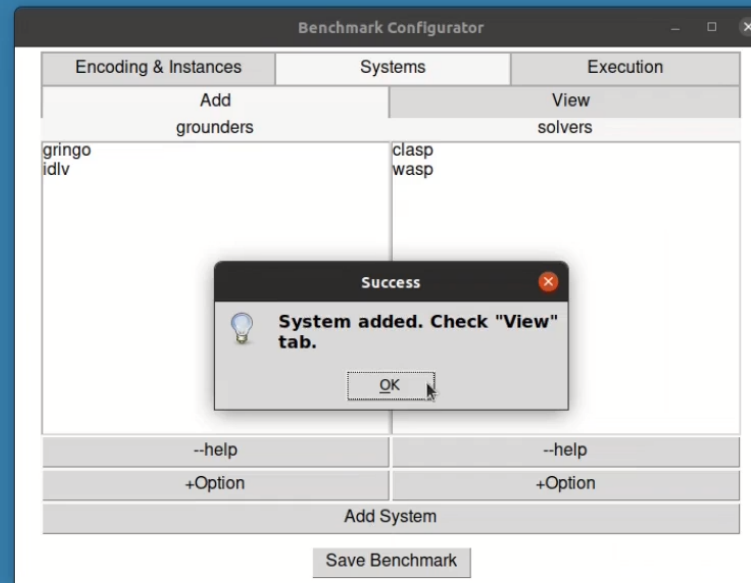 Benchmark Configurator
Encoding & Instances Systems Execution
Add View
grounders solvers
gringo clasp
idlv wasp
Success
System added. Check "View"
tab.
OK
--help --help
+Option +Option
Add System
Save Benchmark